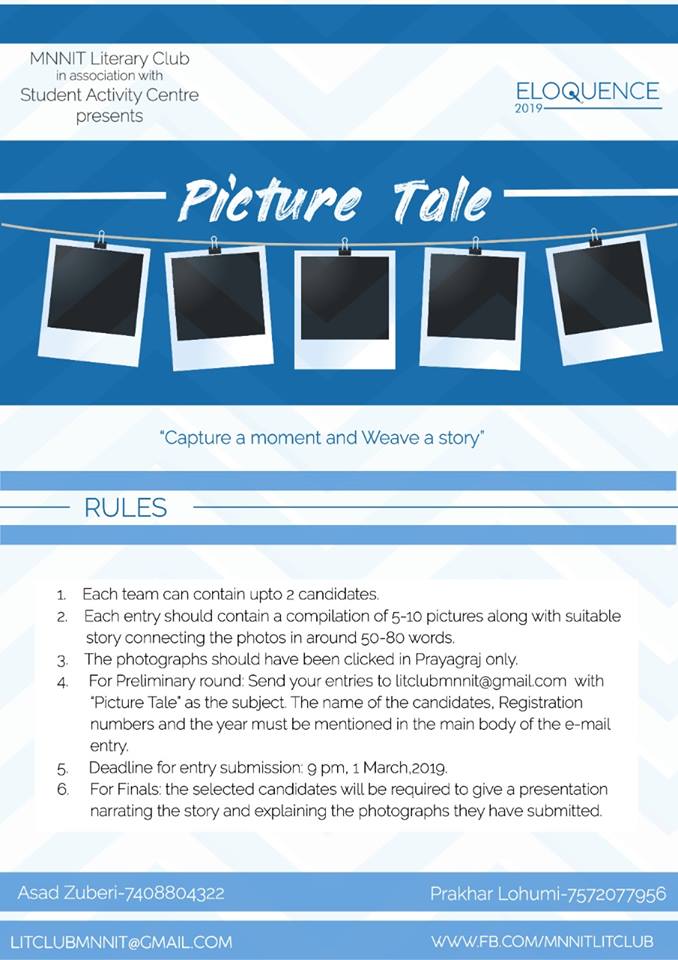 MNNIT Literary Club
in association with
Student Activity Centre
presents
ELOQUENCE
2019
Picture Tale
“Capture a moment and Weave a story”
RULES
1. Each team can contain upto 2 candidates.
2. Each entry should contain a compilation of 5-10 pictures along with suitable
story connecting the photos in around 50-80 words.
3. The photographs should have been clicked in Prayagraj only.
4. For Preliminary round: Send your entries to litclubmnnit@gmail.com with
“Picture Tale” as the subject. The name of the candidates, Registration
numbers and the year must be mentioned in the main body of the e-mail
entry.
5. Deadline for entry submission: 9 pm, 1 March,2019.
6. For Finals: the selected candidates will be required to give a presentation
narrating the story and explaining the photographs they have submitted.
Asad Zuberi-7408804322
Prakhar Lohumi-7572077956
LITCLUBMNNIT@GMAIL.COM
WWW.FB.COM/MNNITLITCLUB